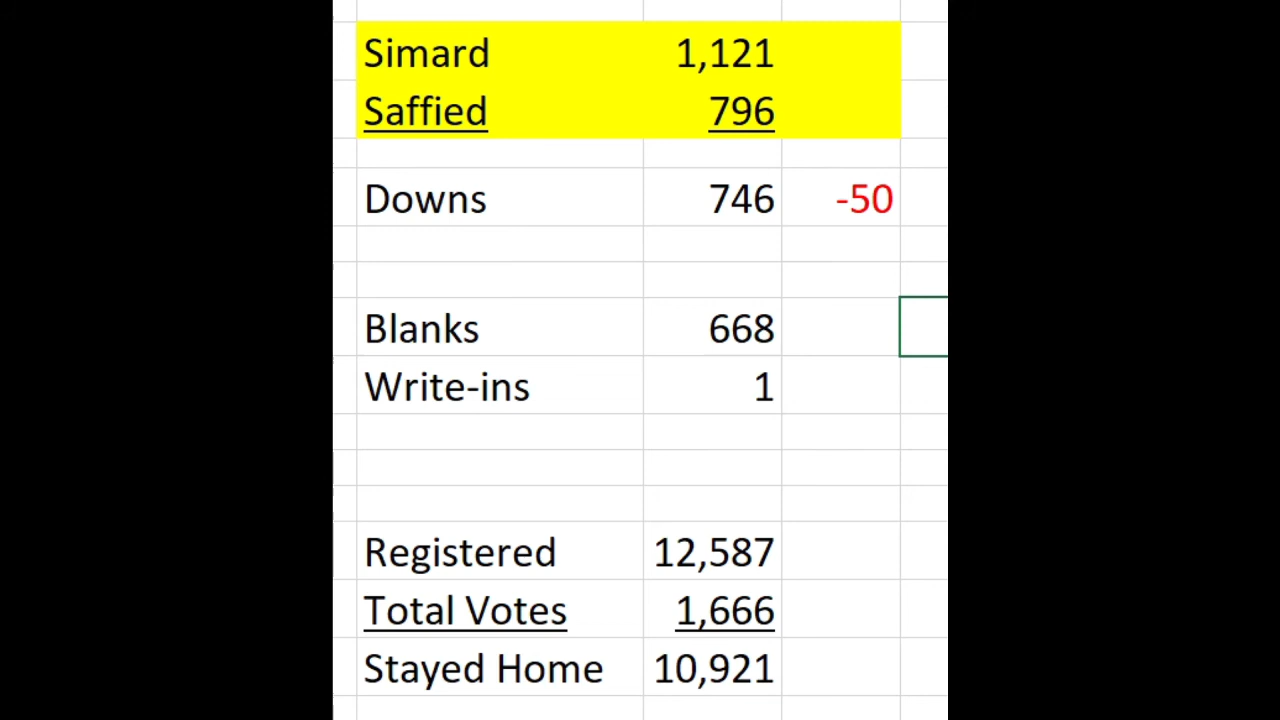 Simard 1,121
Saffied 796
Downs 746 -50
Blanks 668
Write-ins 1
Registered 12,587
Total Votes 1,666
Stayed Home 10,921